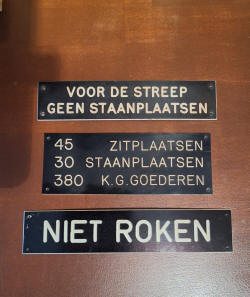 VOOR DE STREEP
GEEN STAANPLAATSEN
45 ZITPLAATSEN
30 STAANPLAATSEN
380 K.G.GOEDEREN
NIET ROKEN